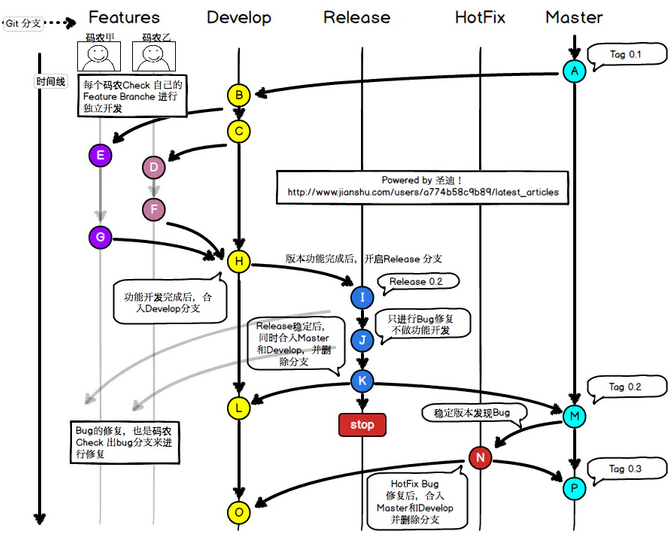 Git 分支
Features
Develop
Release
HotFix
Master
码农甲
码农乙
时间线
Tag 0.1
A
每个码农Check 自己的
Feature Branche 进行
独立开发
B
C
E
D
Powered by 圣迪！
http://www.jianshu.com/users/a774b58c9b89/latest_articles
F
G
H
版本功能完成后，开启Release 分支
Release 0.2
I
功能开发完成后，合
入Develop分支
只进行Bug修复
不做功能开发
J
Release稳定后，
同时合入Master
和Develop，并删
除分支
K
Tag 0.2
L
稳定版本发现Bug
M
stop
Bug的修复，也是码农
Check 出bug分支来进
行修复
N
Tag 0.3
P
HotFix Bug
修复后，合入
Master和Develop
并删除分支
O